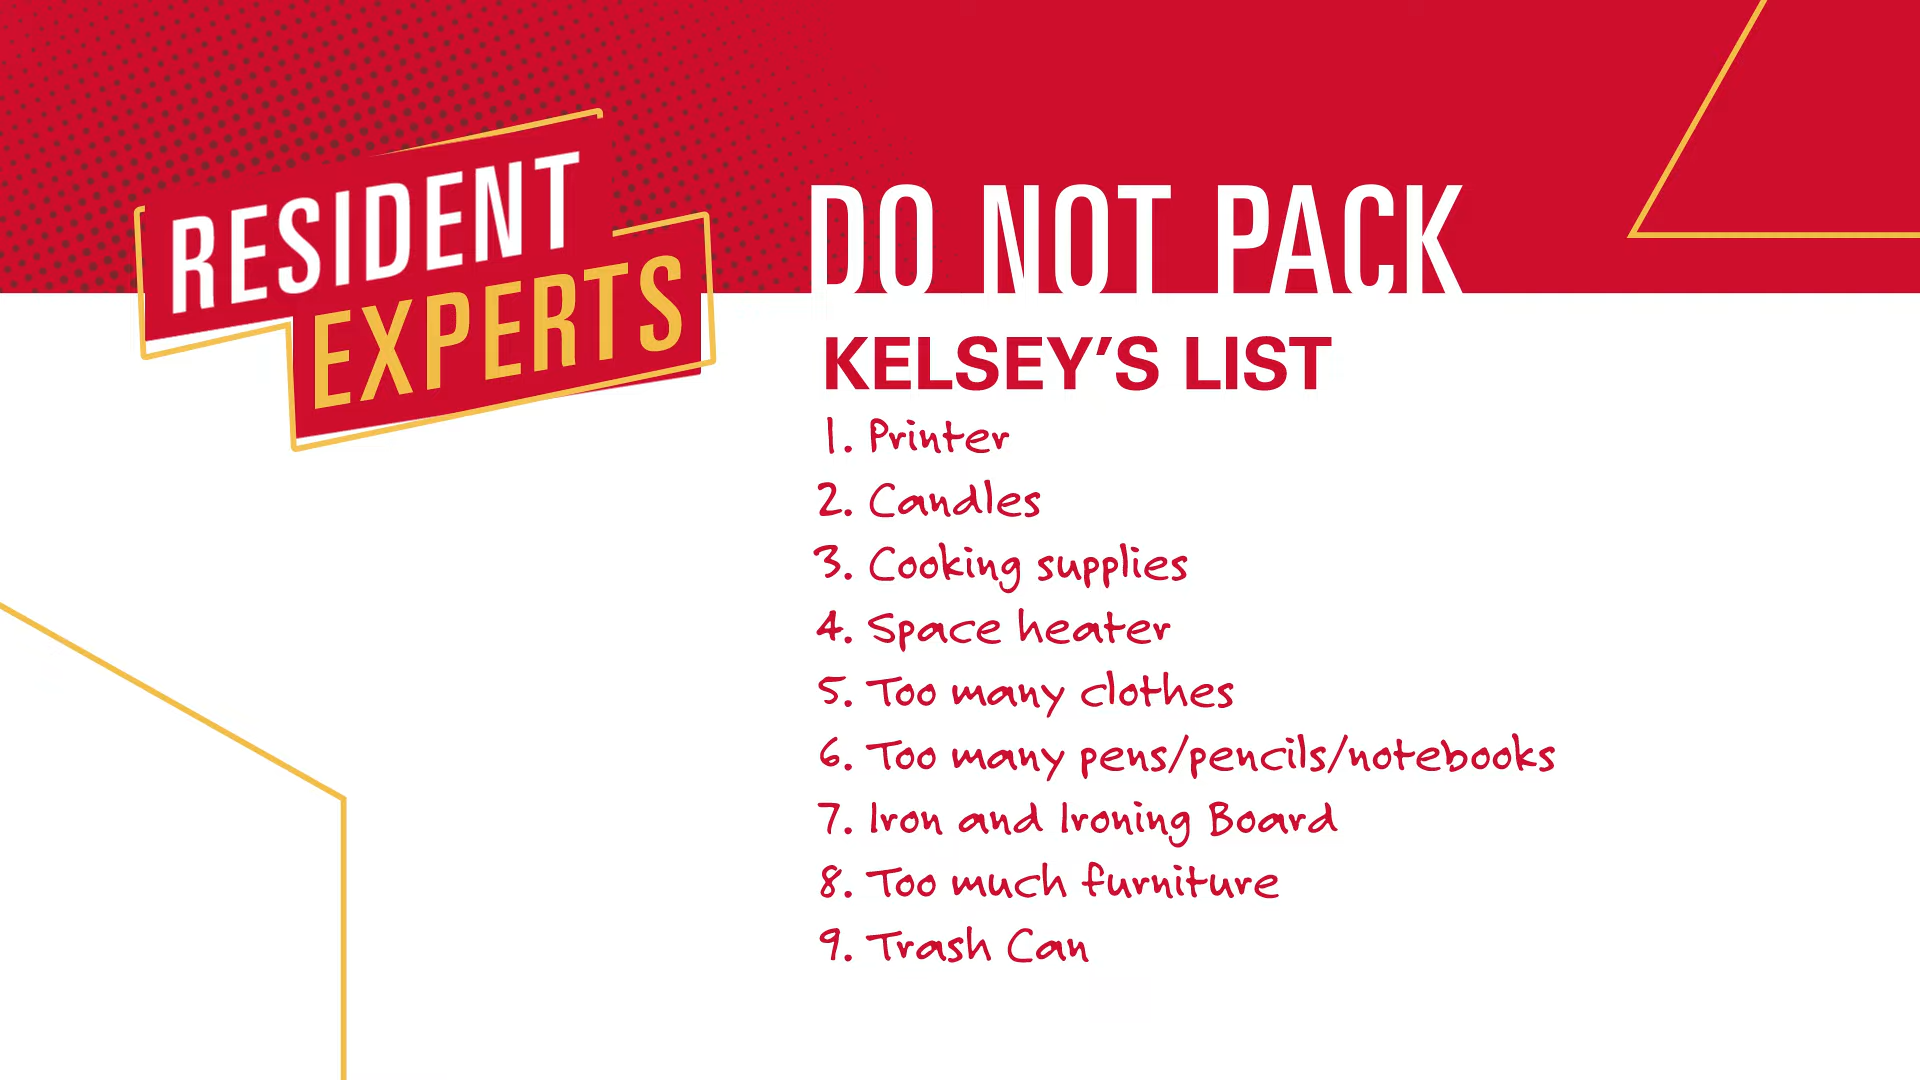 RESIDENT
EXPERTS
DO NOT PACK
KELSEY’S LIST
1. Printer
2. Candles
3. Cooking supplies
4. Space heater
5. Too many clothes
6. Too many pens/pencils/notebooks
7. Iron and Ironing Board
8. Too much furniture
9. Trash Can